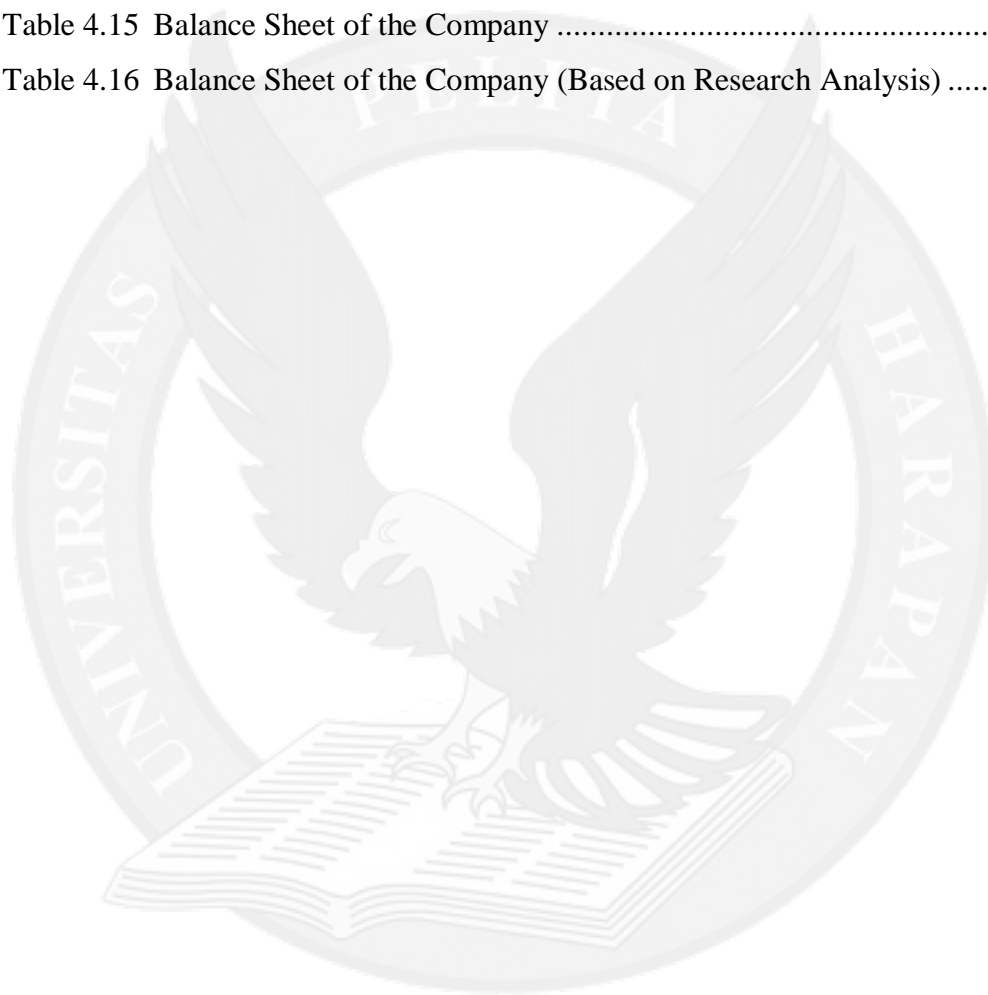 Table 4.15 Balance Sheet of the Company ....................................................
Table 4.16 Balance Sheet of the Company (Based on Research Analysis) .....
UNIVERSITAS PELITA HARAPAN